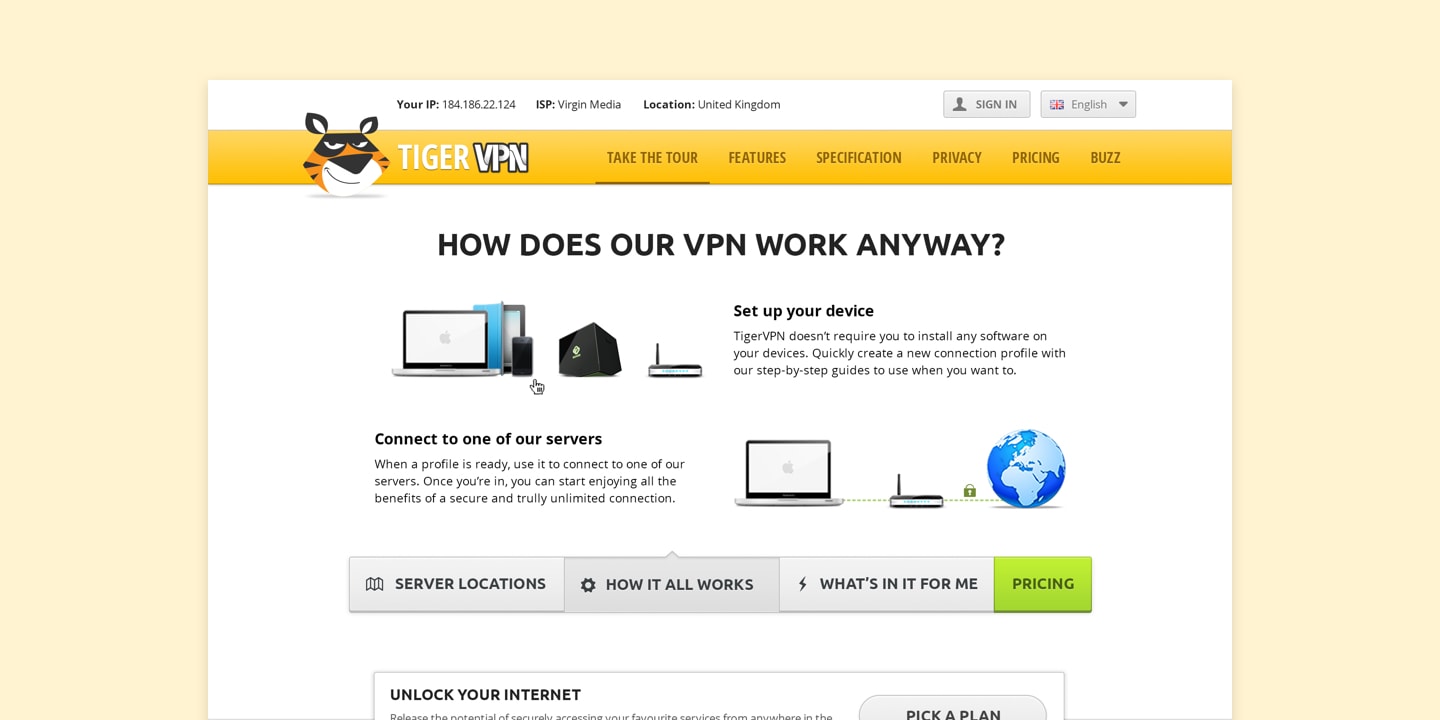 Your IP: 184.186.22.124 ISP: Virgin Media Location: United Kingdom SIGN IN English
TIGER VPN TAKE THE TOUR FEATURES SPECIFICATION PRIVACY PRICING BUZZ
HOW DOES OUR VPN WORK ANYWAY?
Set up your device
TigerVPN doesn't require you to install any software on
your devices. Quickly create a new connection profile with
our step-by-step guides to use when you want to.
Connect to one of our servers
When a profile is ready, use it to connect to one of our
servers. Once you're in, you can start enjoying all the
benefits of a secure and trully unlimited connection.
SERVER LOCATIONS HOW IT ALL WORKS WHAT'S IN IT FOR ME PRICING
UNLOCK YOUR INTERNET
PICK A PLAN
Release the potential of securely accessing your favourite services from anywhere in the